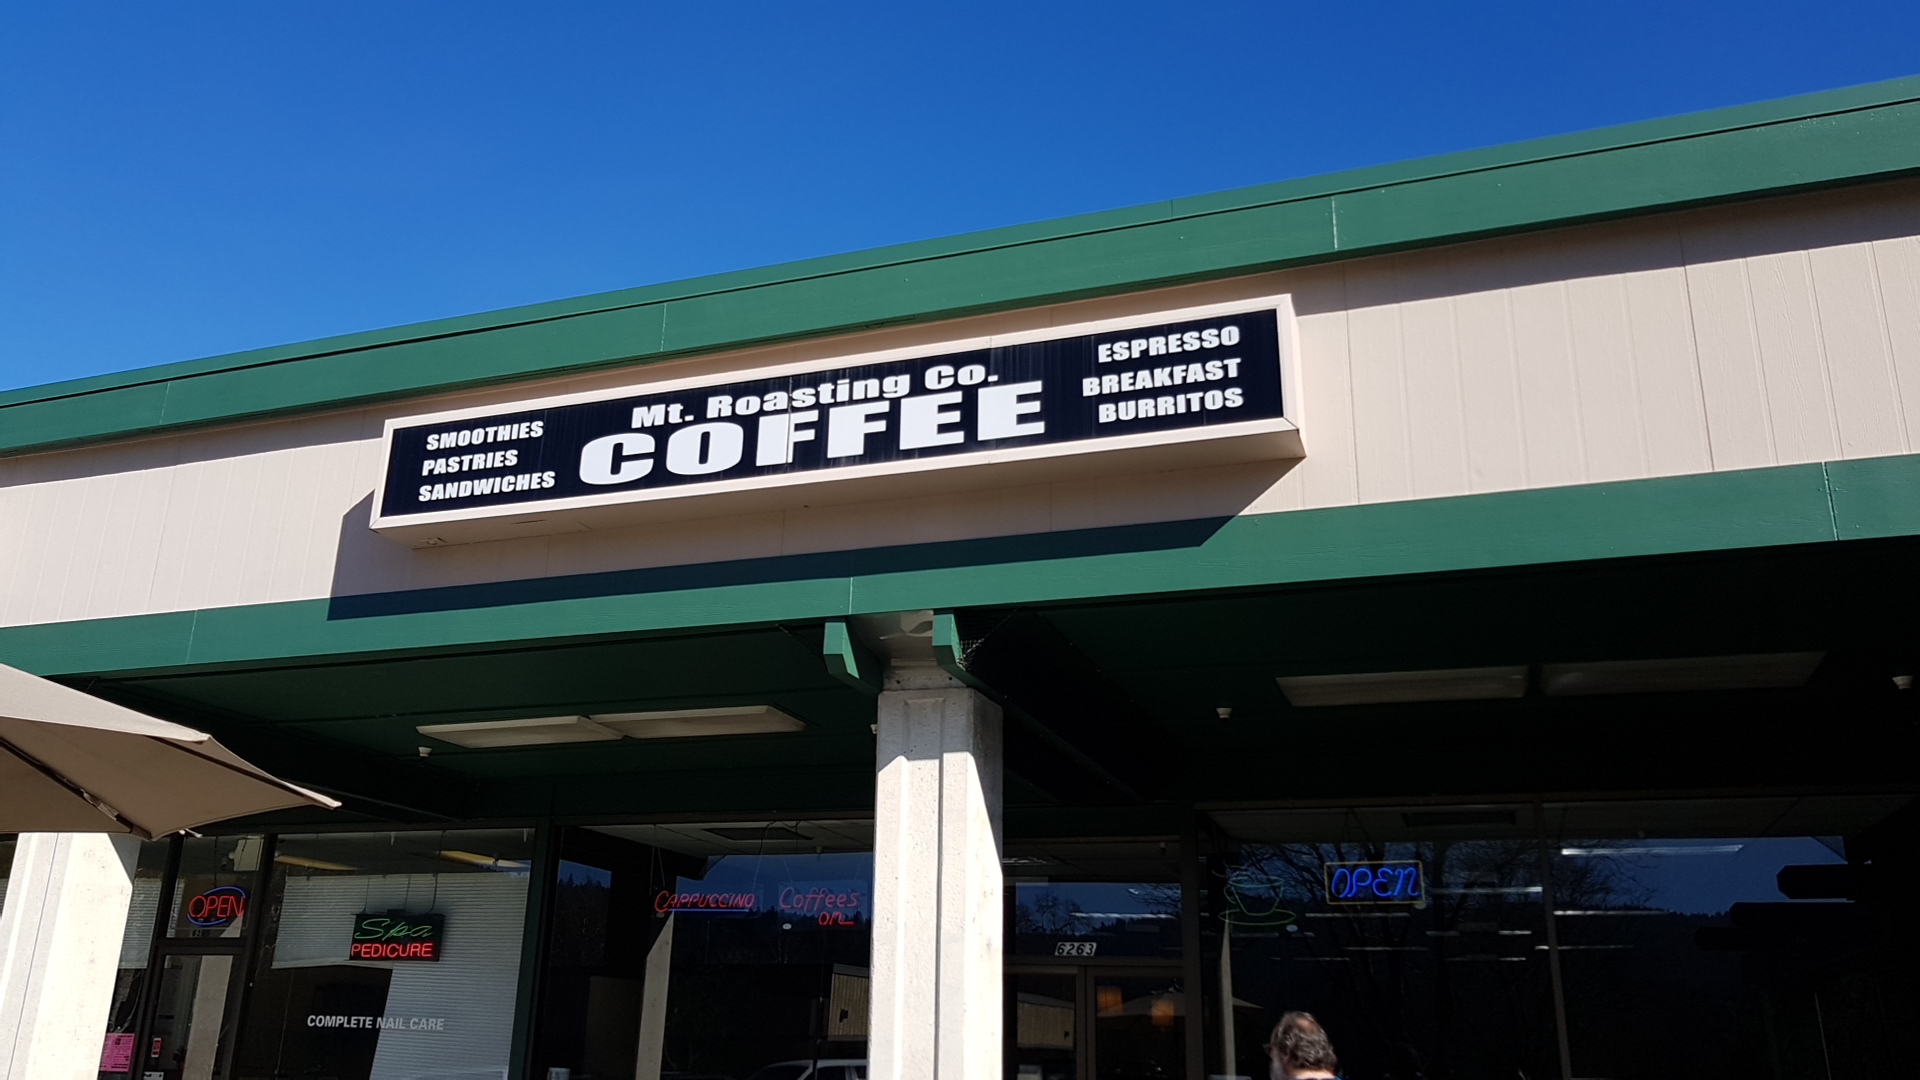 SMOOTHIES
PASTRIES
SANDWICHES
Mt. Roasting Co.
COFFEE
ESPRESSO
BREAKFAST
BURRITOS
OPEN
Spa
PEDICURE
COMPLETE NAIL CARE
CAPPUCCINO
Coffee's
on
6263
OPEN